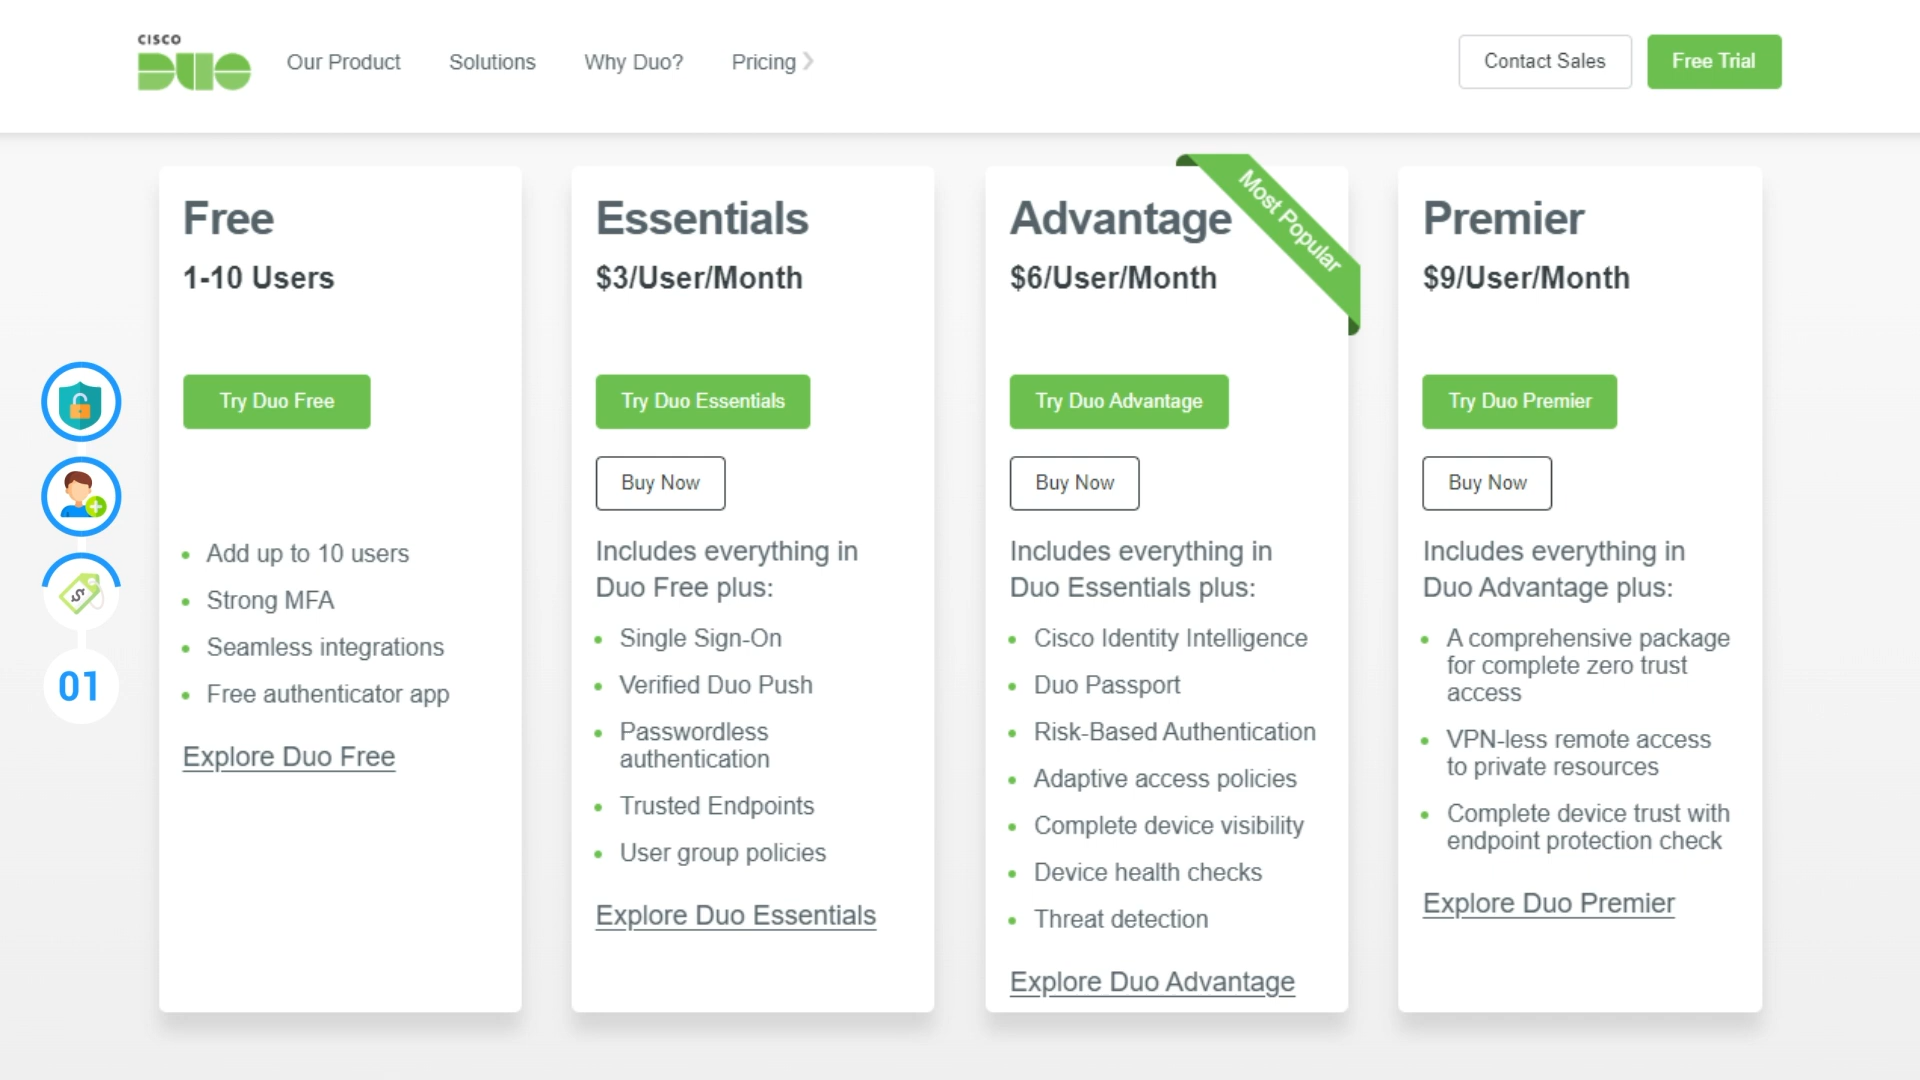 CISCO
DUO
Our Product
Solutions
Why Duo?
Pricing
Contact Sales
Free Trial
Free
1-10 Users
Try Duo Free
Add up to 10 users
Strong MFA
Seamless integrations
Free authenticator app
Explore Duo Free
Essentials
$3/User/Month
Try Duo Essentials
Buy Now
Includes everything in
Duo Free plus:
Single Sign-On
Verified Duo Push
Passwordless
authentication
Trusted Endpoints
User group policies
Explore Duo Essentials
Advantage
Most Popular
$6/User/Month
Try Duo Advantage
Buy Now
Includes everything in
Duo Essentials plus:
Cisco Identity Intelligence
Duo Passport
Risk-Based Authentication
Adaptive access policies
Complete device visibility
Device health checks
Threat detection
Explore Duo Advantage
Premier
$9/User/Month
Try Duo Premier
Buy Now
Includes everything in
Duo Advantage plus:
A comprehensive package
for complete zero trust
access
VPN-less remote access
to private resources
Complete device trust with
endpoint protection check
Explore Duo Premier
$
01